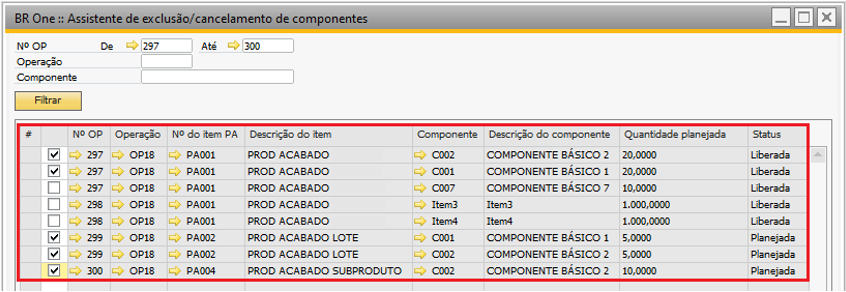 BR One :: Assistente de exclusão/cancelamento de componentes
Nº OP De 297 Até 300
Operação
Componente
Filtrar
# Nº OP Operação Nº do item PA Descrição do item Componente Descrição do componente Quantidade planejada Status
297 OP18 PA001 PROD ACABADO C002 COMPONENTE BÁSICO 2 20,0000 Liberada
297 OP18 PA001 PROD ACABADO C001 COMPONENTE BÁSICO 1 20,0000 Liberada
297 OP18 PA001 PROD ACABADO C007 COMPONENTE BÁSICO 7 10,0000 Liberada
298 OP18 PA001 PROD ACABADO Item3 Item3 1.000,0000 Liberada
298 OP18 PA001 PROD ACABADO Item4 Item4 1.000,0000 Liberada
299 OP18 PA002 PROD ACABADO LOTE C001 COMPONENTE BÁSICO 1 5,0000 Planejada
299 OP18 PA002 PROD ACABADO LOTE C002 COMPONENTE BÁSICO 2 5,0000 Planejada
300 OP18 PA004 PROD ACABADO SUBPRODUTO C002 COMPONENTE BÁSICO 2 10,0000 Planejada